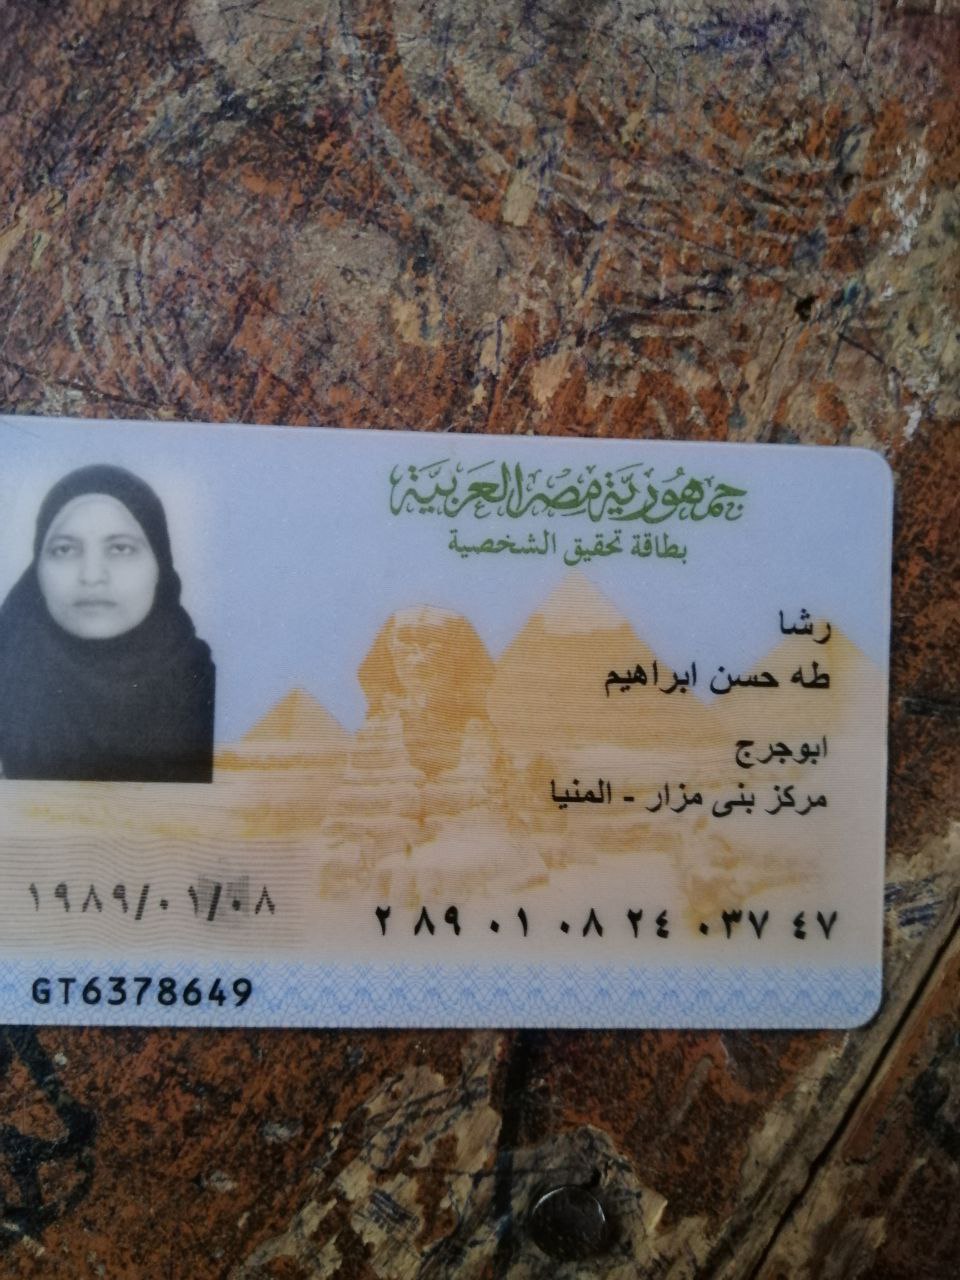 جمهورية مصر العربية
بطاقة تحقيق الشخصية
رشا
طه حسن ابراهيم
ابوجرج
مركز بنى مزار - المنيا
٢ ٨٩ ٠١ ٠٨ ٢٤ ٠٣٧ ٤٧
١٩٨٩/٠١/٠٨
GT6378649